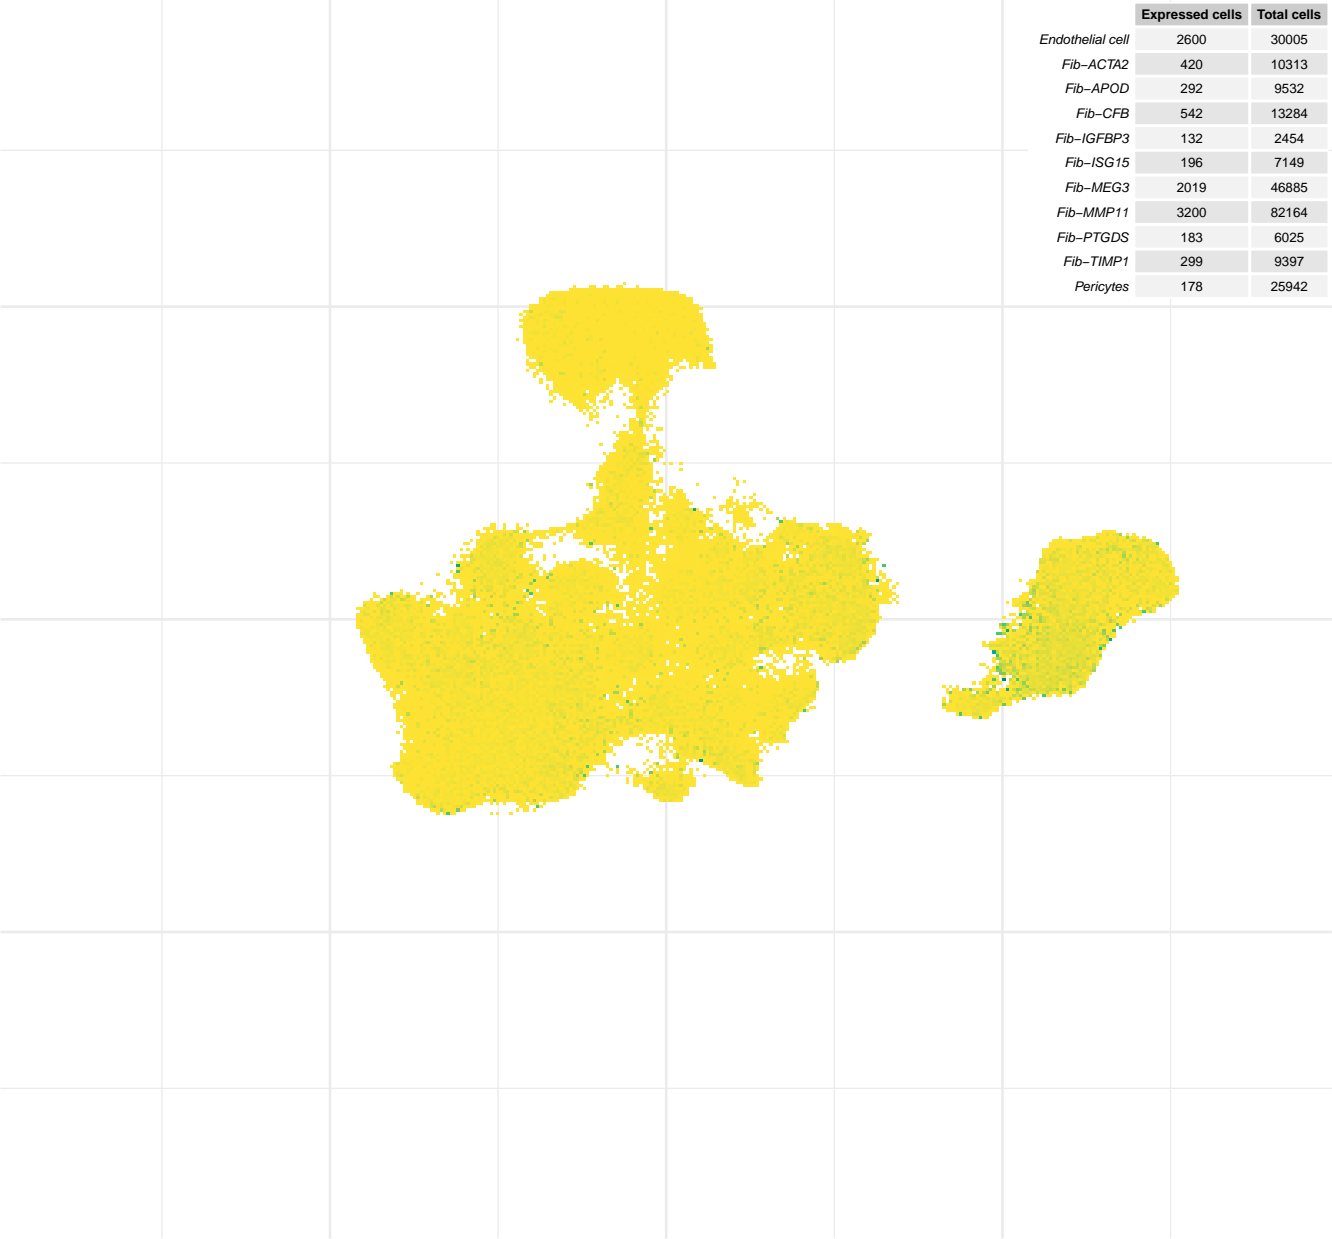 Expressed cells Total cells
Endothelial cell 2600 30005
Fib−ACTA2 420 10313
Fib−APOD 292 9532
Fib−CFB 542 13284
Fib−IGFBP3 132 2454
Fib−ISG15 196 7149
Fib−MEG3 2019 46885
Fib−MMP11 3200 82164
Fib−PTGDS 183 6025
Fib−TIMP1 299 9397
Pericytes 178 25942